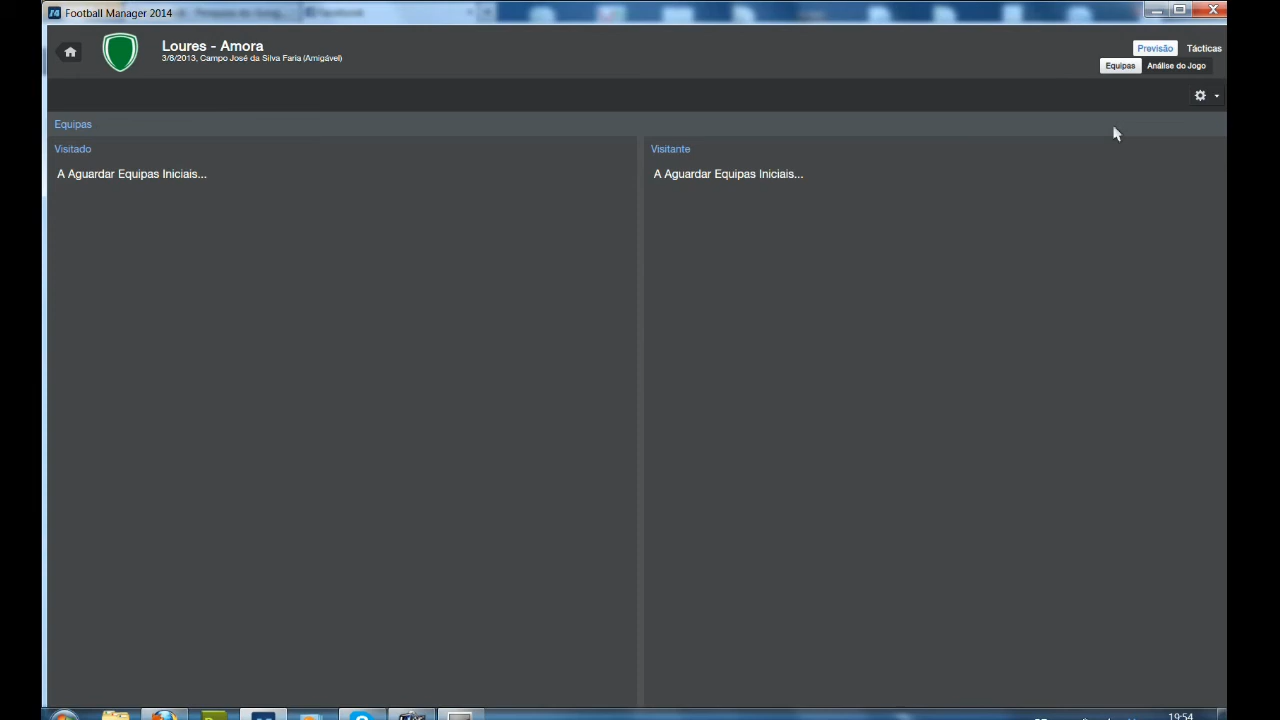 Football Manager 2014
Facebook
Loures - Amora
3/8/2013, Campo José da Silva Faria (Amigável)
Previsão
Tácticas
Equipas
Análise do Jogo
Equipas
Visitado
Visitante
A Aguardar Equipas Iniciais...
A Aguardar Equipas Iniciais...
19:54